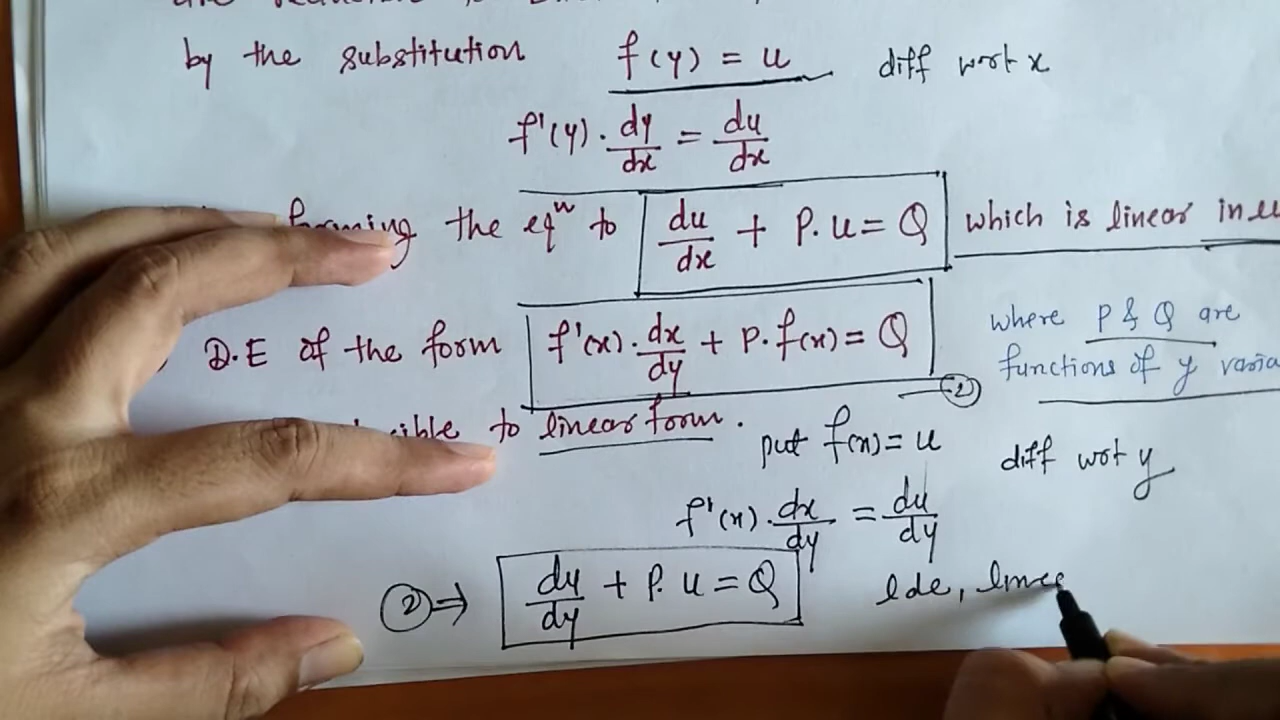 by the substitution f(y) = u diff wrt x
f'(y) . dy/dx = du/dx
the eqⁿ to du/dx + P. u = Q which is linear in u
D.E of the form f'(x) . dx/dy + P. f(x) = Q where P & Q are
functions of y
②
to linear form . put f(x) = u diff wrt y
f'(x) . dx/dy = du/dy
② ⇒ du/dy + P. u = Q lde,